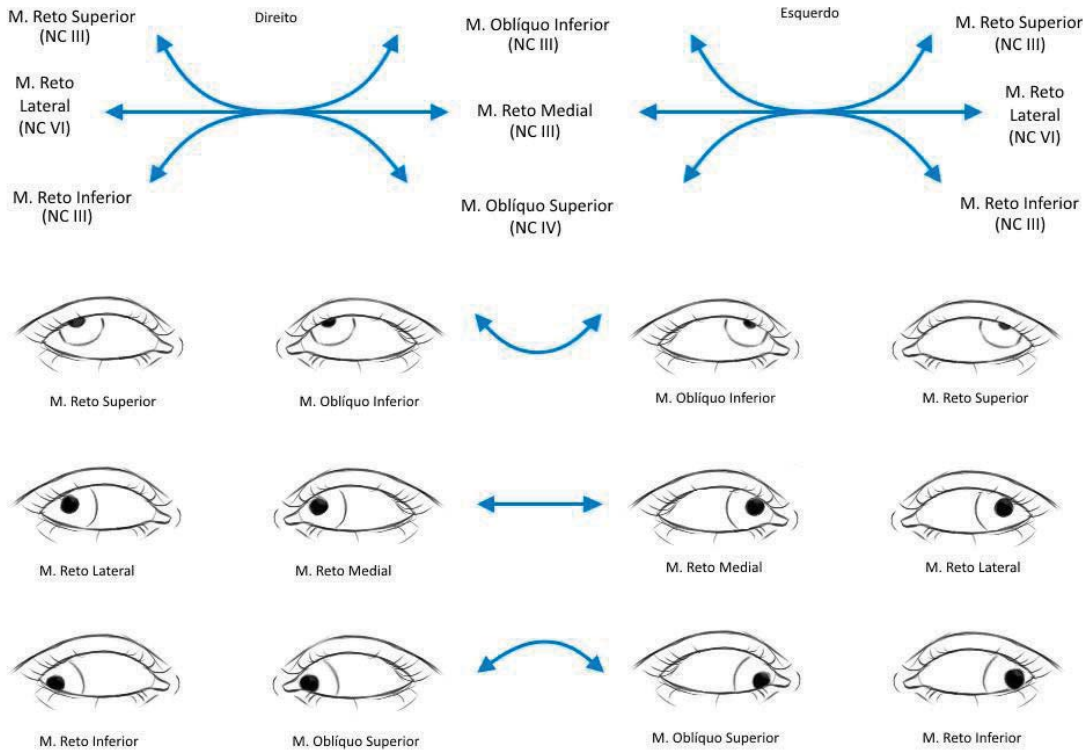 Direito
Esquerdo
M. Reto Superior
(NC III)
M. Oblíquo Inferior
(NC III)
M. Reto Superior
(NC III)
M. Reto
Lateral
(NC VI)
M. Reto Medial
(NC III)
M. Reto
Lateral
(NC VI)
M. Reto Inferior
(NC III)
M. Oblíquo Superior
(NC IV)
M. Reto Inferior
(NC III)
M. Reto Superior
M. Oblíquo Inferior
M. Oblíquo Inferior
M. Reto Superior
M. Reto Lateral
M. Reto Medial
M. Reto Medial
M. Reto Lateral
M. Reto Inferior
M. Oblíquo Superior
M. Oblíquo Superior
M. Reto Inferior